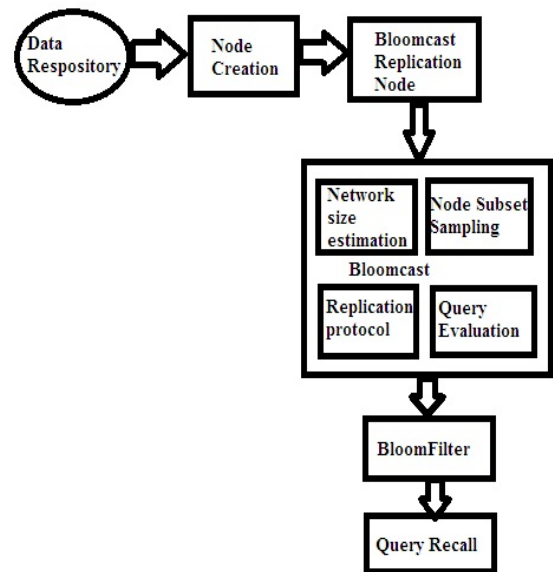 Data
Respository
Node
Creation
Bloomcast
Replication
Node
Network
size
estimation
Node Subset
Sampling
Bloomcast
Replication
protocol
Query
Evaluation
BloomFilter
Query Recall